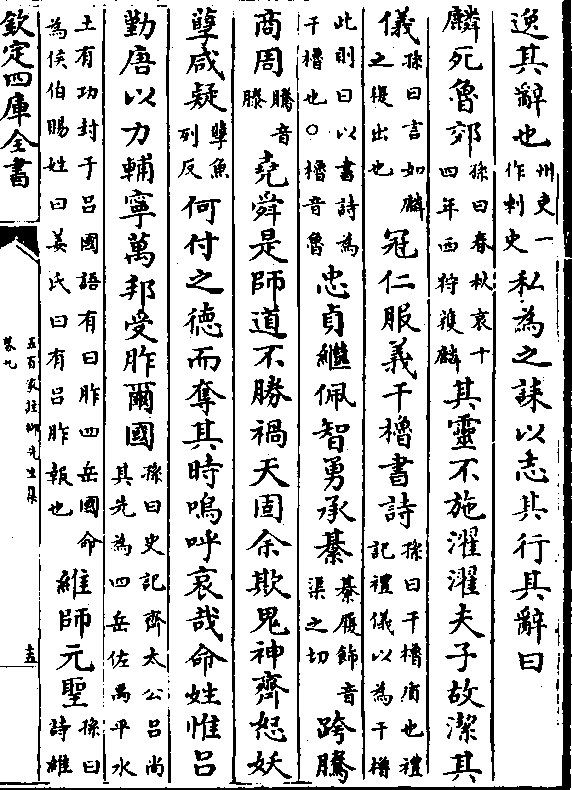 逸其辭也州吏一作刺史私為之誄以志其行其辭曰
麟死魯郊孫曰春秋哀十四年西狩獲麟其靈不施濯濯夫子故潔其
儀孫曰言如麟之復出也冠仁服義干櫓書詩孫曰干櫓盾也禮記禮儀以為干櫓
此則曰以書詩為干櫓也○櫓音魯忠貞繼佩智勇承綦綦履飾音渠之切跨騰
商周騰音滕堯舜是師道不勝禍天固余欺鬼神齊怒妖
孽咸疑孽魚列反何付之德而奪其時嗚呼哀哉命姓惟呂
勤唐以力輔寧萬邦受胙爾國孫曰史記齊太公呂尚其先為四岳佐禹平水
土有功封于呂國語有曰胙四岳國命為侯伯賜姓曰姜氏曰有呂胙報也維師元聖孫曰詩維
欽定四庫全書
五百家註柳先生集
卷九
十五